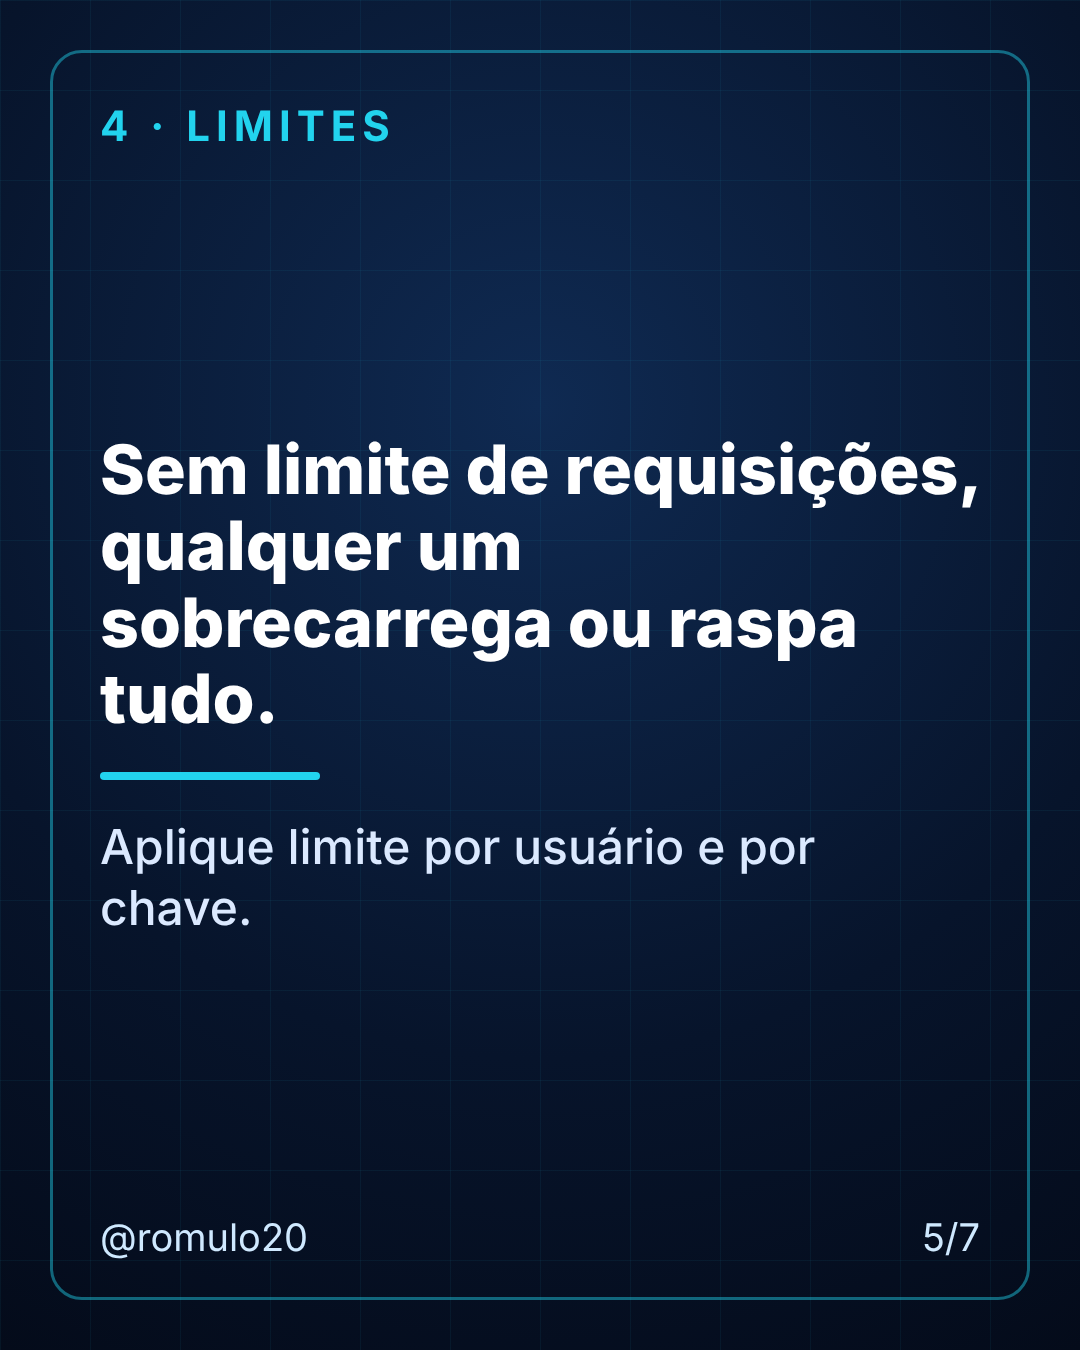 4 · LIMITES
Sem limite de requisições,
qualquer um
sobrecarrega ou raspa
tudo.
Aplique limite por usuário e por
chave.
@romulo20
5/7